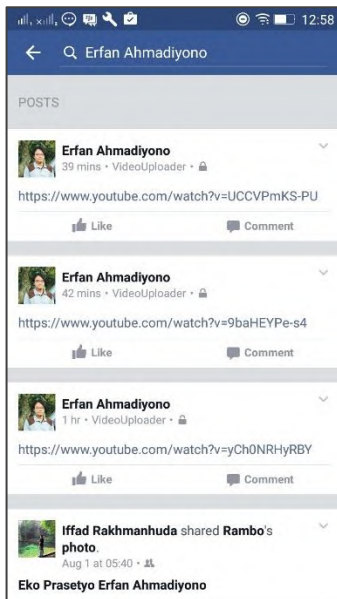 12:58
Erfan Ahmadiyono
POSTS
Erfan Ahmadiyono
39 mins • VideoUploader •
https://www.youtube.com/watch?v=UCCVPmKS-PU
Like Comment
Erfan Ahmadiyono
42 mins • VideoUploader •
https://www.youtube.com/watch?v=9baHEYPe-s4
Like Comment
Erfan Ahmadiyono
1 hr • VideoUploader •
https://www.youtube.com/watch?v=yCh0NRHyRBY
Like Comment
Iffad Rakhmanhuda shared Rambo's
photo.
Aug 1 at 05:40 •
Eko Prasetyo Erfan Ahmadiyono